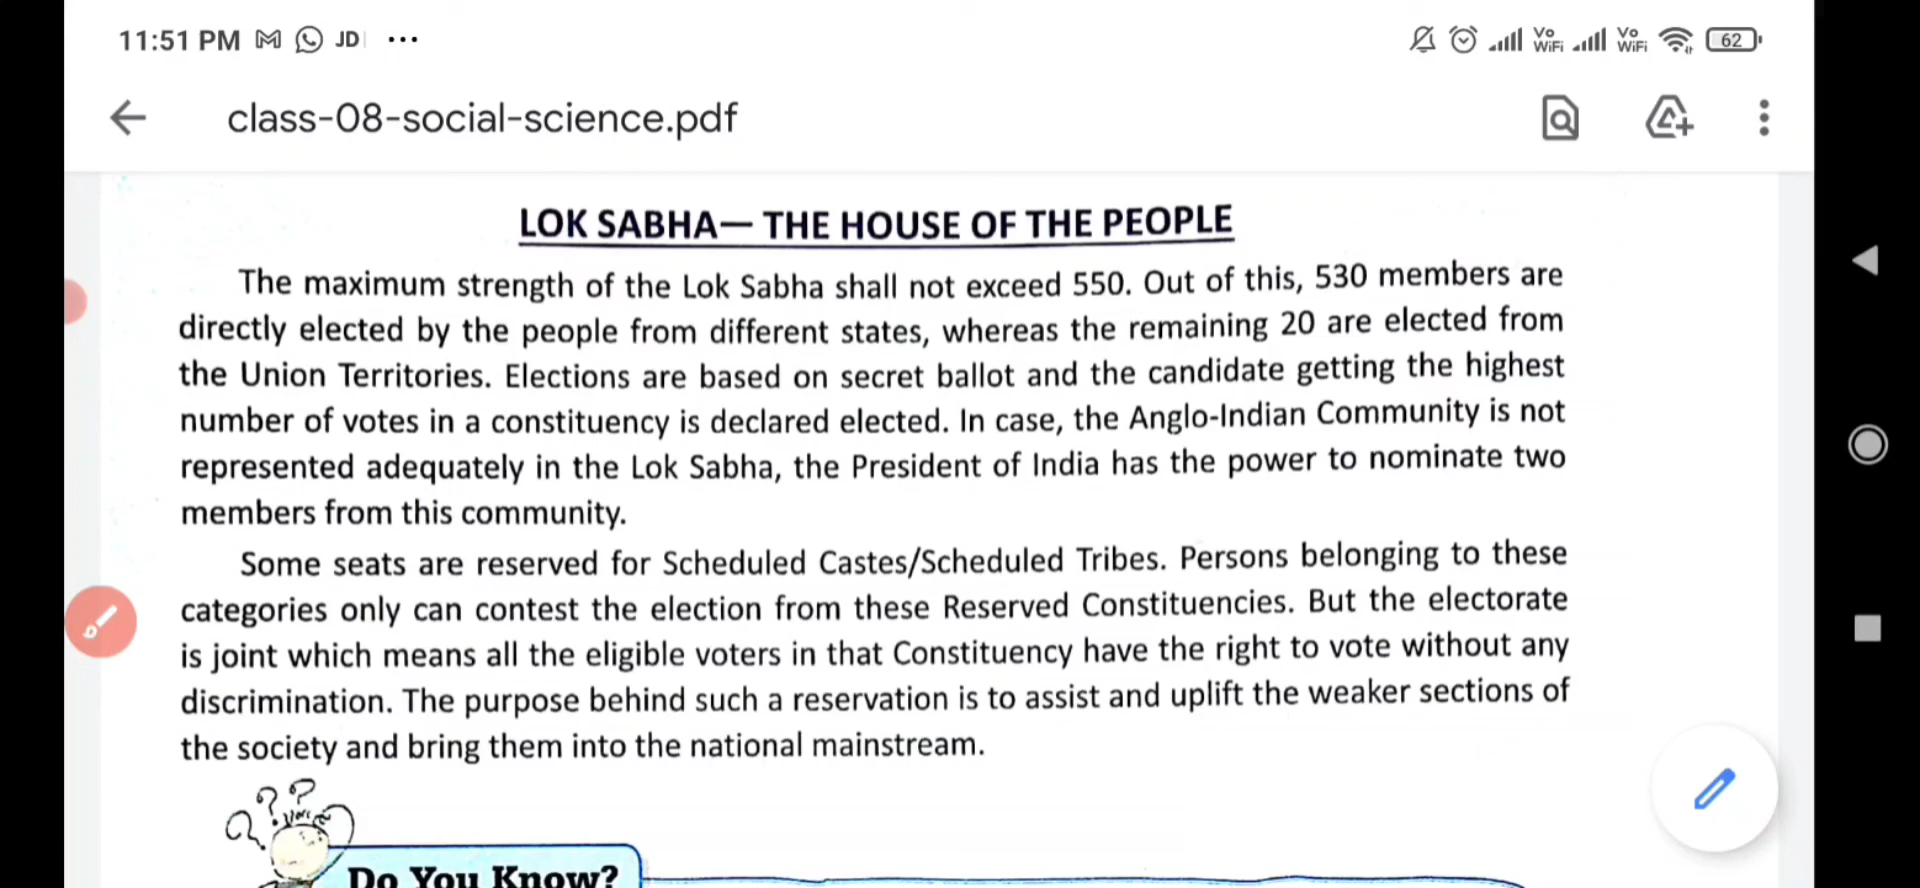 11:51 PM JD ...
Vo WiFi Vo WiFi 62
class-08-social-science.pdf
LOK SABHA— THE HOUSE OF THE PEOPLE
The maximum strength of the Lok Sabha shall not exceed 550. Out of this, 530 members are
directly elected by the people from different states, whereas the remaining 20 are elected from
the Union Territories. Elections are based on secret ballot and the candidate getting the highest
number of votes in a constituency is declared elected. In case, the Anglo-Indian Community is not
represented adequately in the Lok Sabha, the President of India has the power to nominate two
members from this community.
Some seats are reserved for Scheduled Castes/Scheduled Tribes. Persons belonging to these
categories only can contest the election from these Reserved Constituencies. But the electorate
is joint which means all the eligible voters in that Constituency have the right to vote without any
discrimination. The purpose behind such a reservation is to assist and uplift the weaker sections of
the society and bring them into the national mainstream.
???
Do You Know?